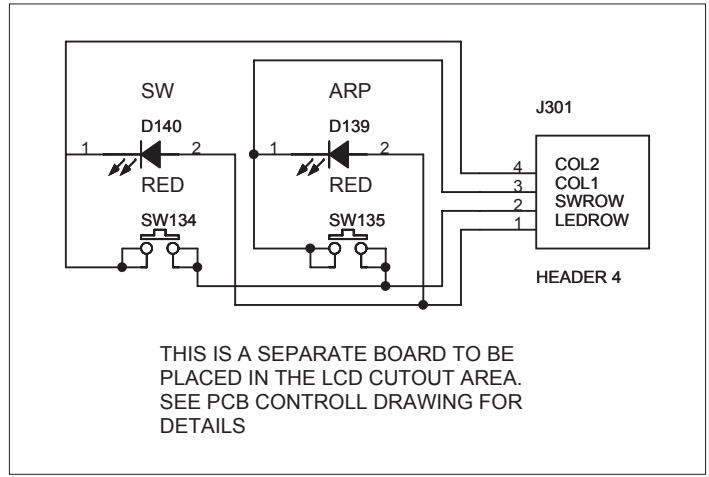 SW
ARP
J301
D140
D139
1
2
1
2
RED
RED
4
3
2
1
COL2
COL1
SWROW
LEDROW
SW134
SW135
HEADER 4
THIS IS A SEPARATE BOARD TO BE
PLACED IN THE LCD CUTOUT AREA.
SEE PCB CONTROLL DRAWING FOR
DETAILS